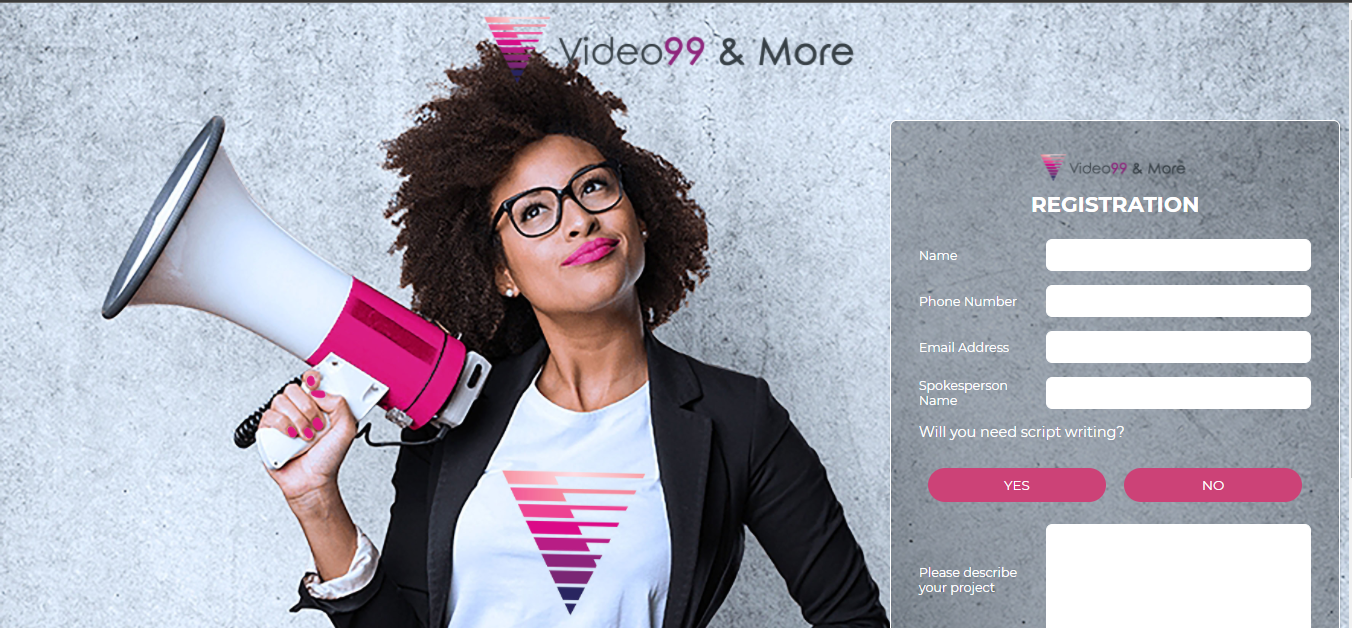 Video99 & More
Video99 & More
REGISTRATION
Name
Phone Number
Email Address
Spokesperson
Name
Will you need script writing?
YES
NO
Please describe
your project